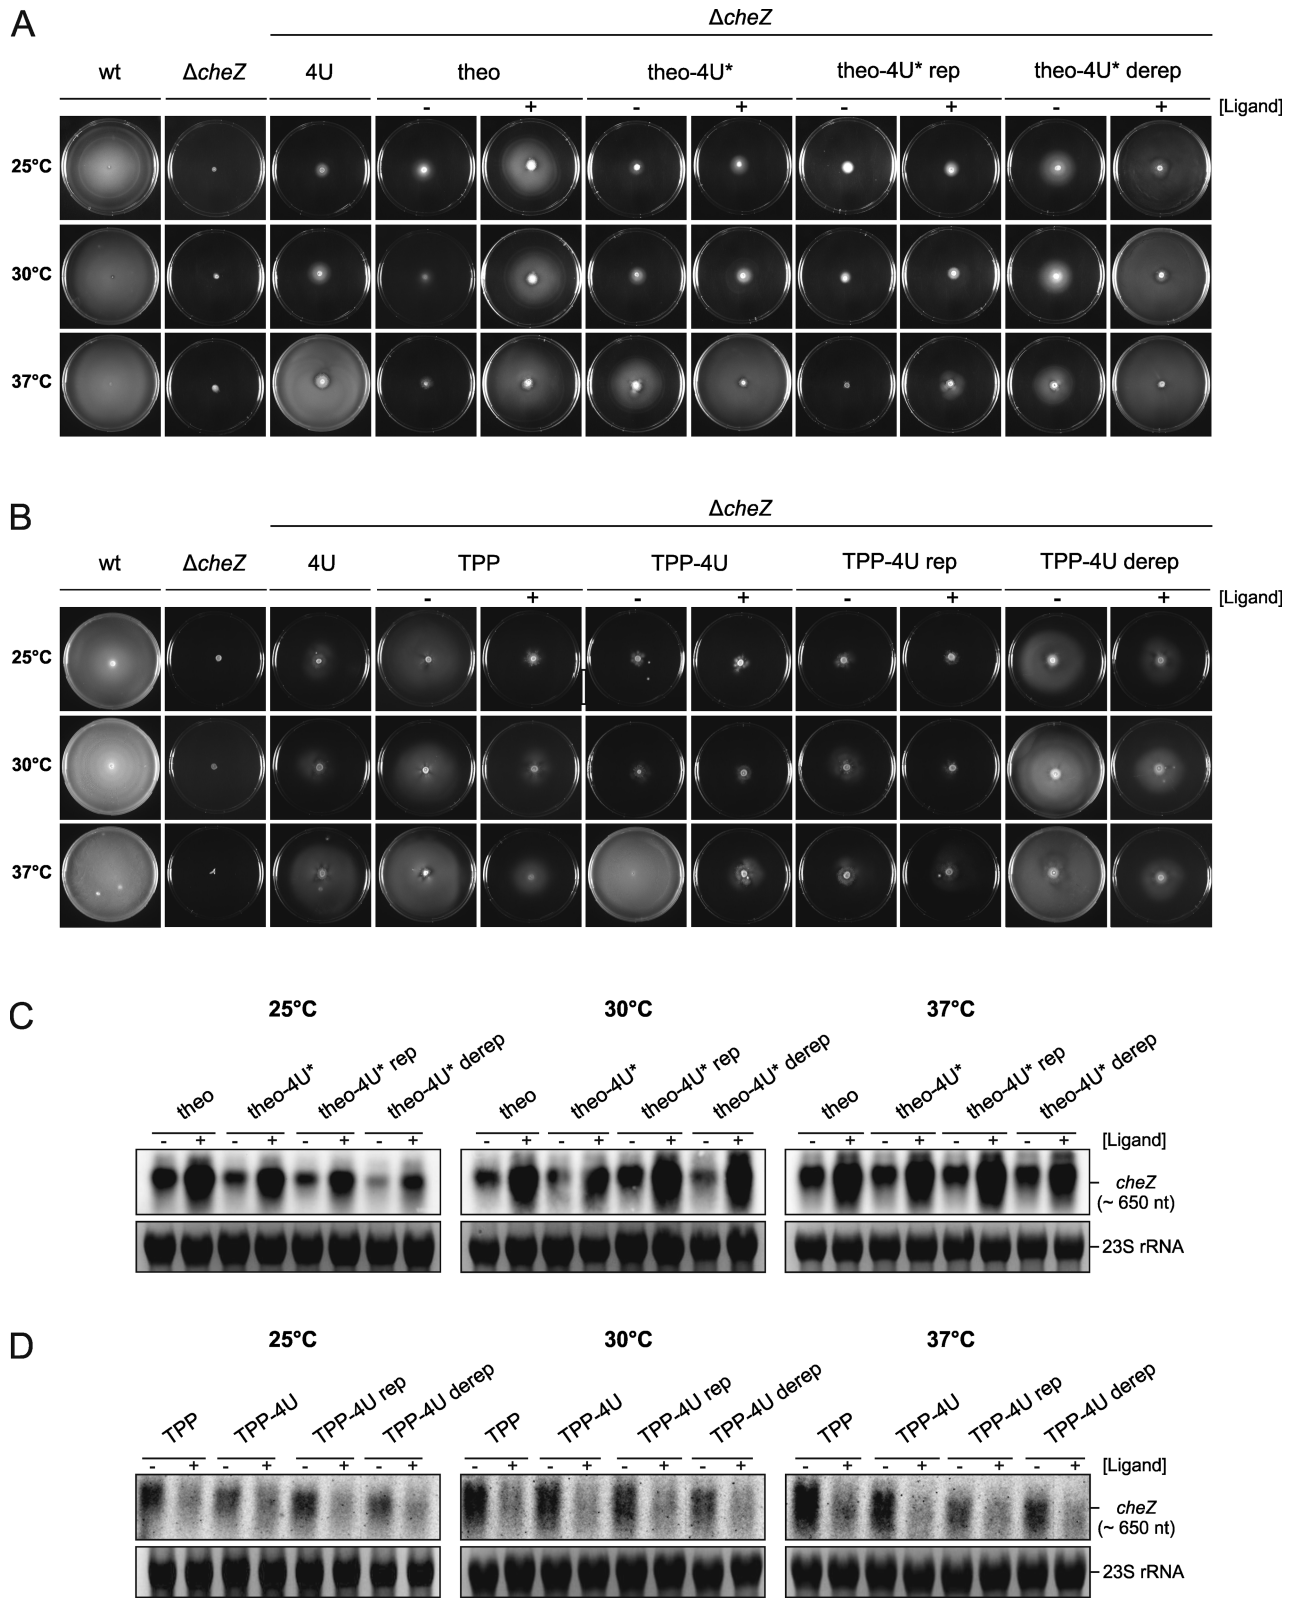 A
ΔcheZ
wt ΔcheZ 4U theo theo-4U* theo-4U* rep theo-4U* derep
- + - + - + - + [Ligand]
25°C
30°C
37°C
B
ΔcheZ
wt ΔcheZ 4U TPP TPP-4U TPP-4U rep TPP-4U derep
- + - + - + - + [Ligand]
25°C
30°C
37°C
C
25°C 30°C 37°C
theo theo-4U* theo-4U* rep theo-4U* derep theo theo-4U* theo-4U* rep theo-4U* derep theo theo-4U* theo-4U* rep theo-4U* derep
- + - + - + - + - + - + - + - + - + - + - + - + [Ligand]
cheZ
(~ 650 nt)
23S rRNA
D
25°C 30°C 37°C
TPP TPP-4U TPP-4U rep TPP-4U derep TPP TPP-4U TPP-4U rep TPP-4U derep TPP TPP-4U TPP-4U rep TPP-4U derep
- + - + - + - + - + - + - + - + - + - + - + - + [Ligand]
cheZ
(~ 650 nt)
23S rRNA